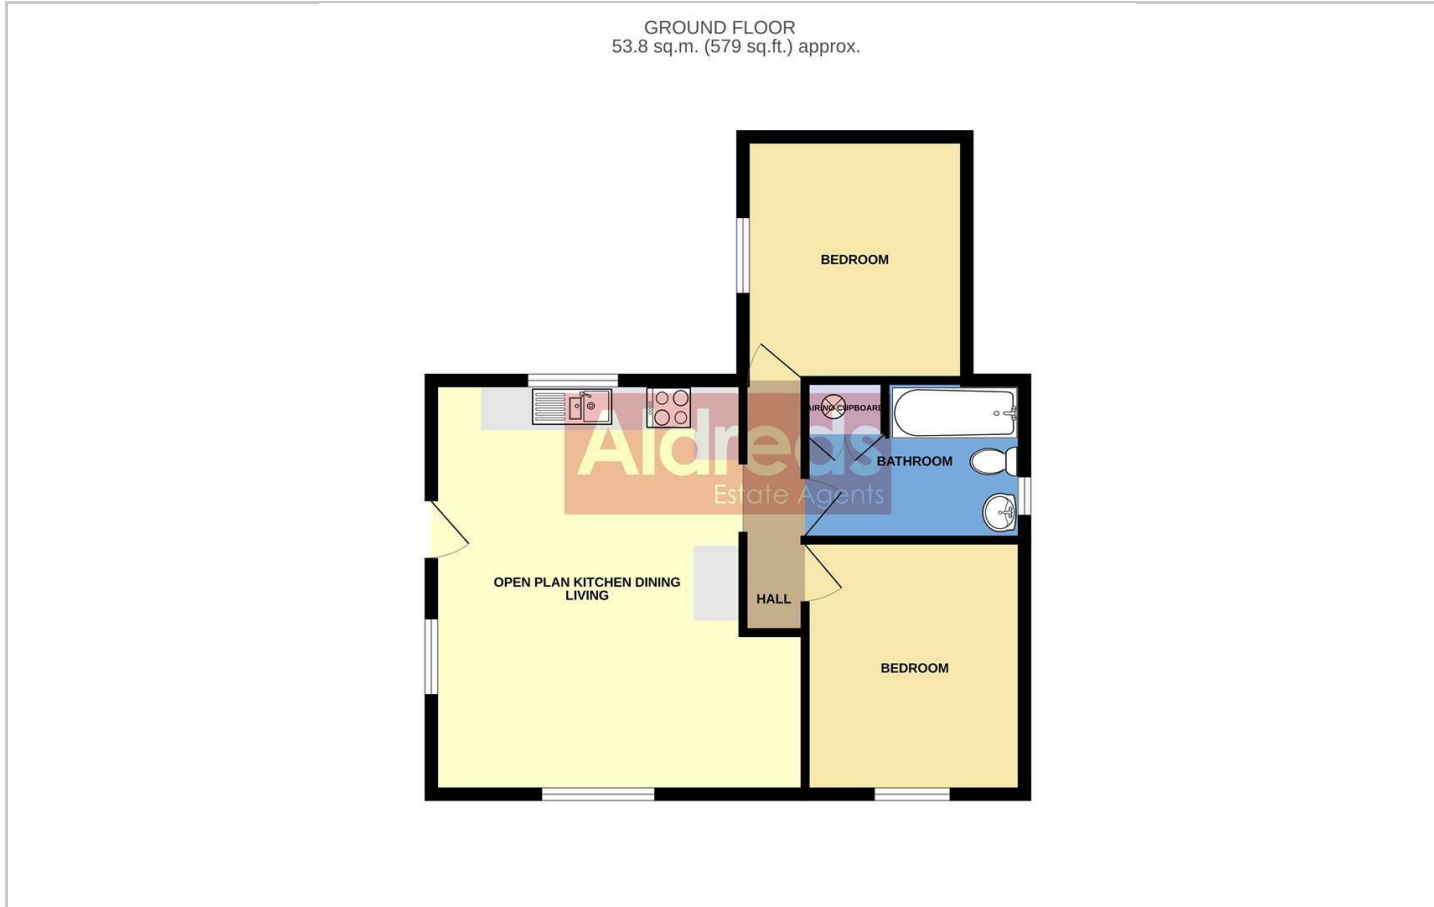 GROUND FLOOR
53.8 sq.m. (579 sq.ft.) approx.
BEDROOM
AIRING CUPBOARD
Aldreds
Estate Agents
BATHROOM
OPEN PLAN KITCHEN DINING
LIVING
HALL
BEDROOM